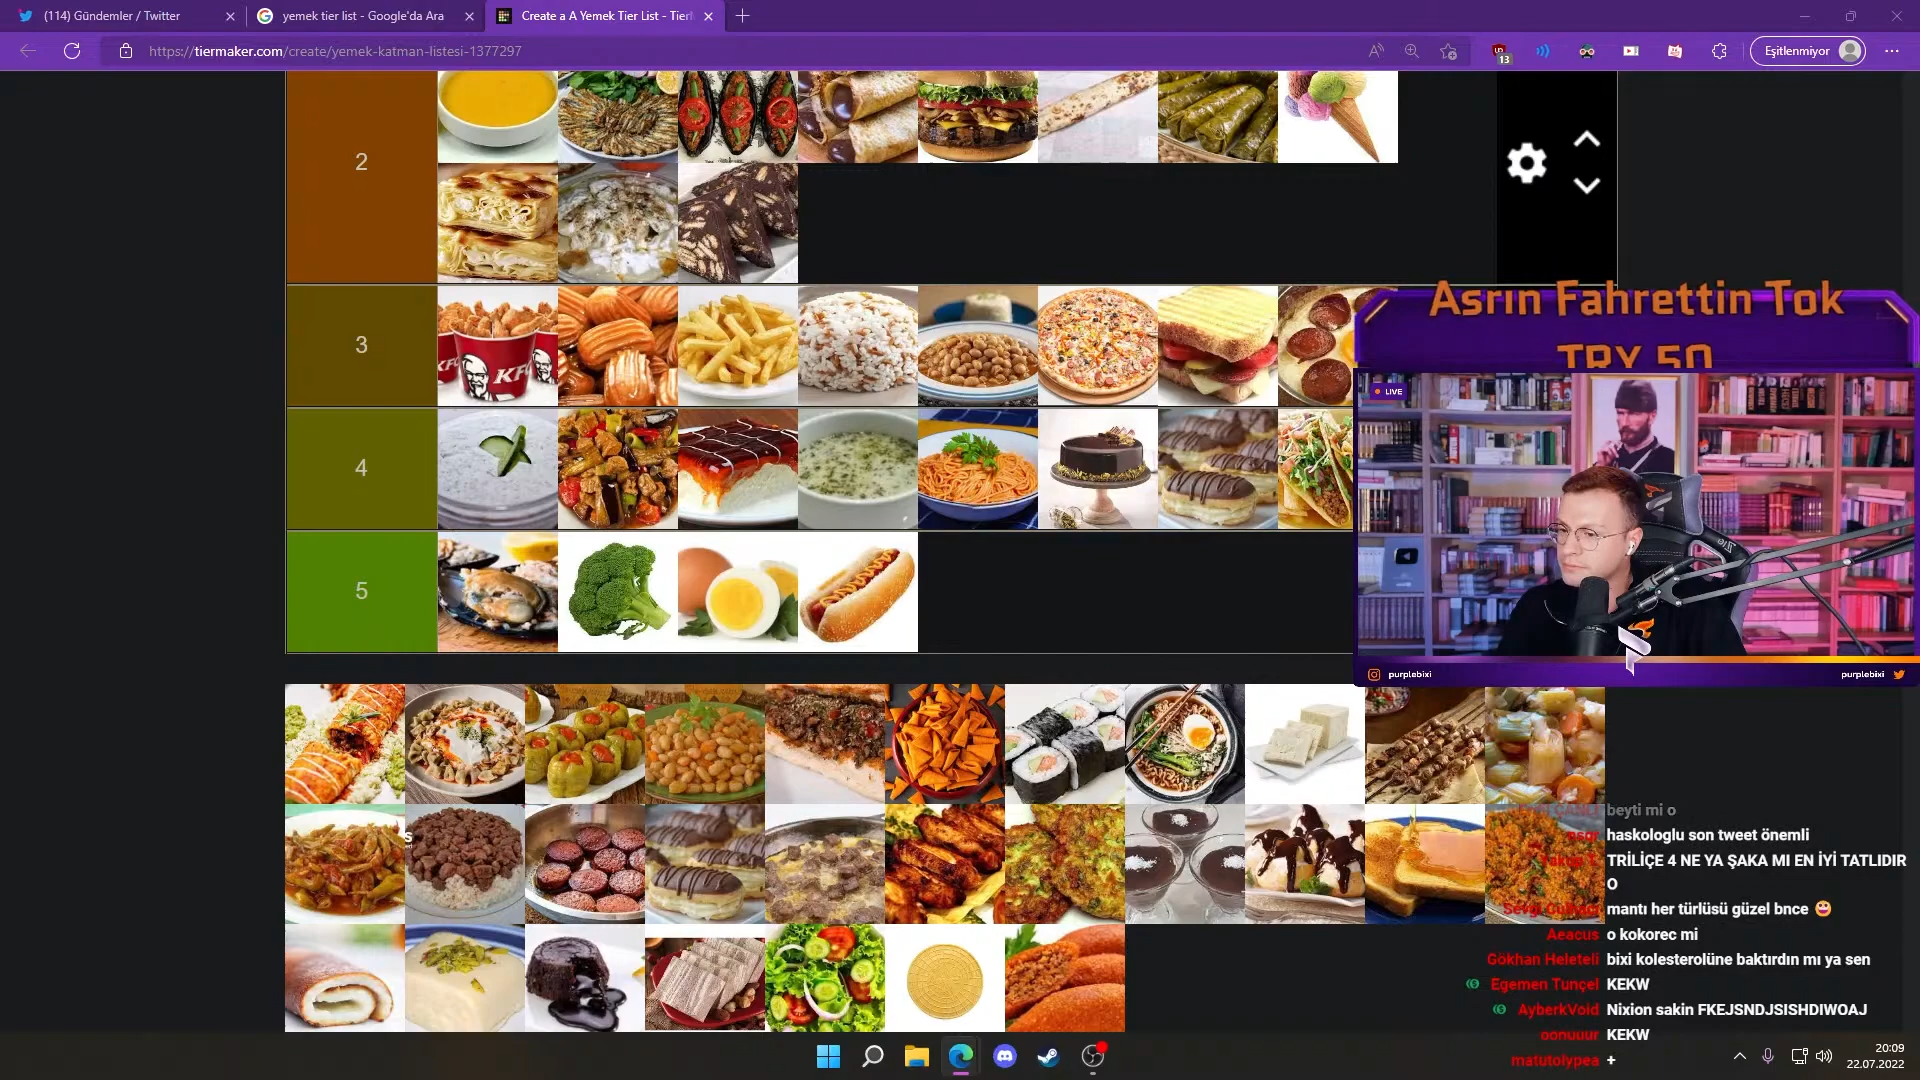 (114) Gündemler / Twitter
yemek tier list - Google'da Ara
Create a A Yemek Tier List - Tier
https://tiermaker.com/create/yemek-katman-listesi-1377297
13
Eşitlenmiyor
2
3
4
5
KFC
Asrın Fahrettin Tok
TRY 50
LIVE
purplebixi
purplebixi
beyti mi o
haskologlu son tweet önemli
TRİLİÇE 4 NE YA ŞAKA MI EN İYİ TATLIDIR
O
mantı her türlüsü güzel bnce
Aeacus o kokorec mi
Gökhan Heleteli bixi kolesterolüne baktırdın mı ya sen
Egemen Tunçel KEKW
AyberkVoid Nixion sakin FKEJSNDJSISHDIWOAJ
oonuuur KEKW
matutolypea +
20:09
22.07.2022